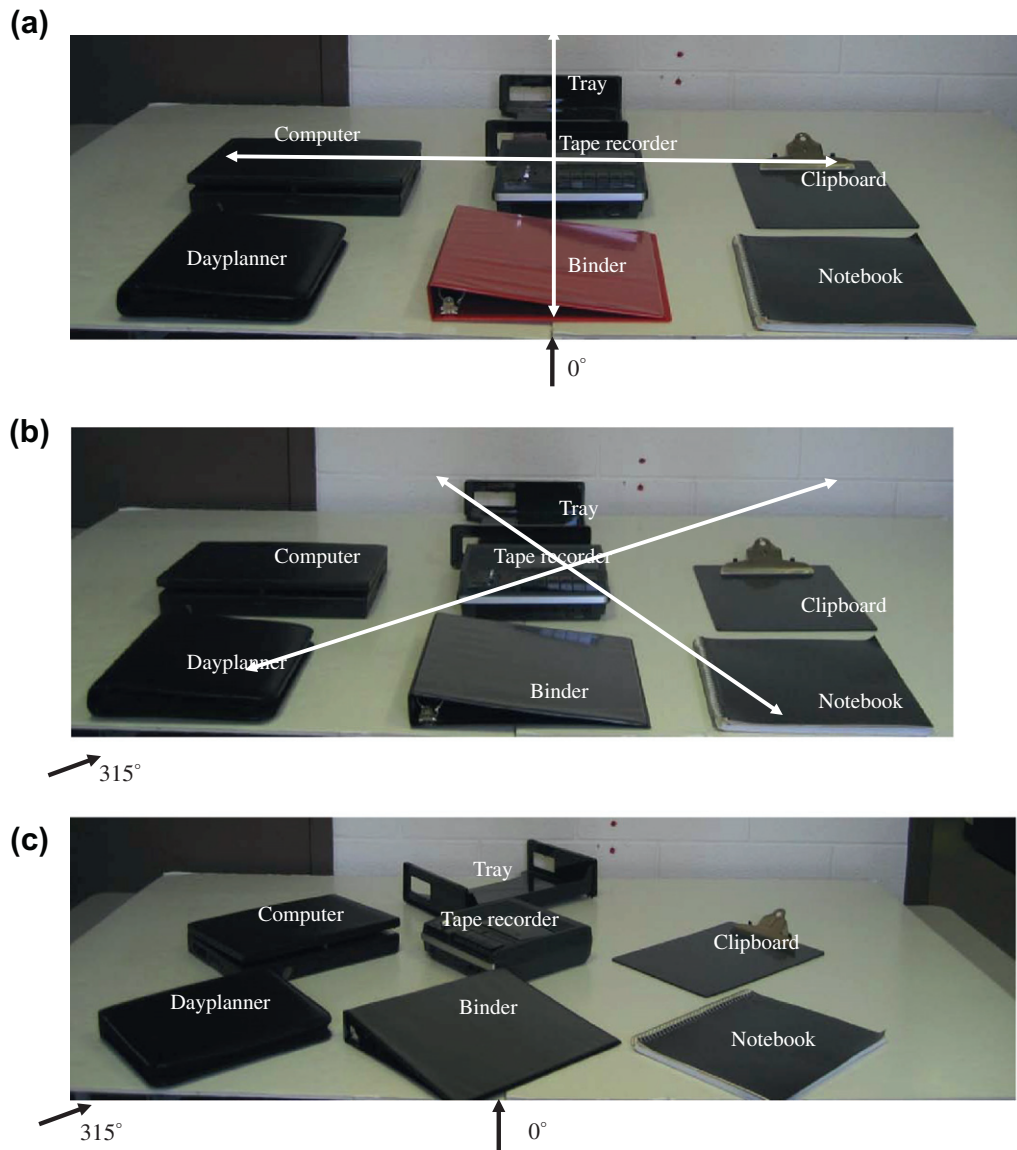 (a)
Tray
Computer
Tape recorder
Clipboard
Dayplanner
Binder
Notebook
0°
(b)
Tray
Computer
Tape recorder
Clipboard
Dayplanner
Binder
Notebook
315°
(c)
Tray
Computer
Tape recorder
Clipboard
Dayplanner
Binder
Notebook
315°
0°